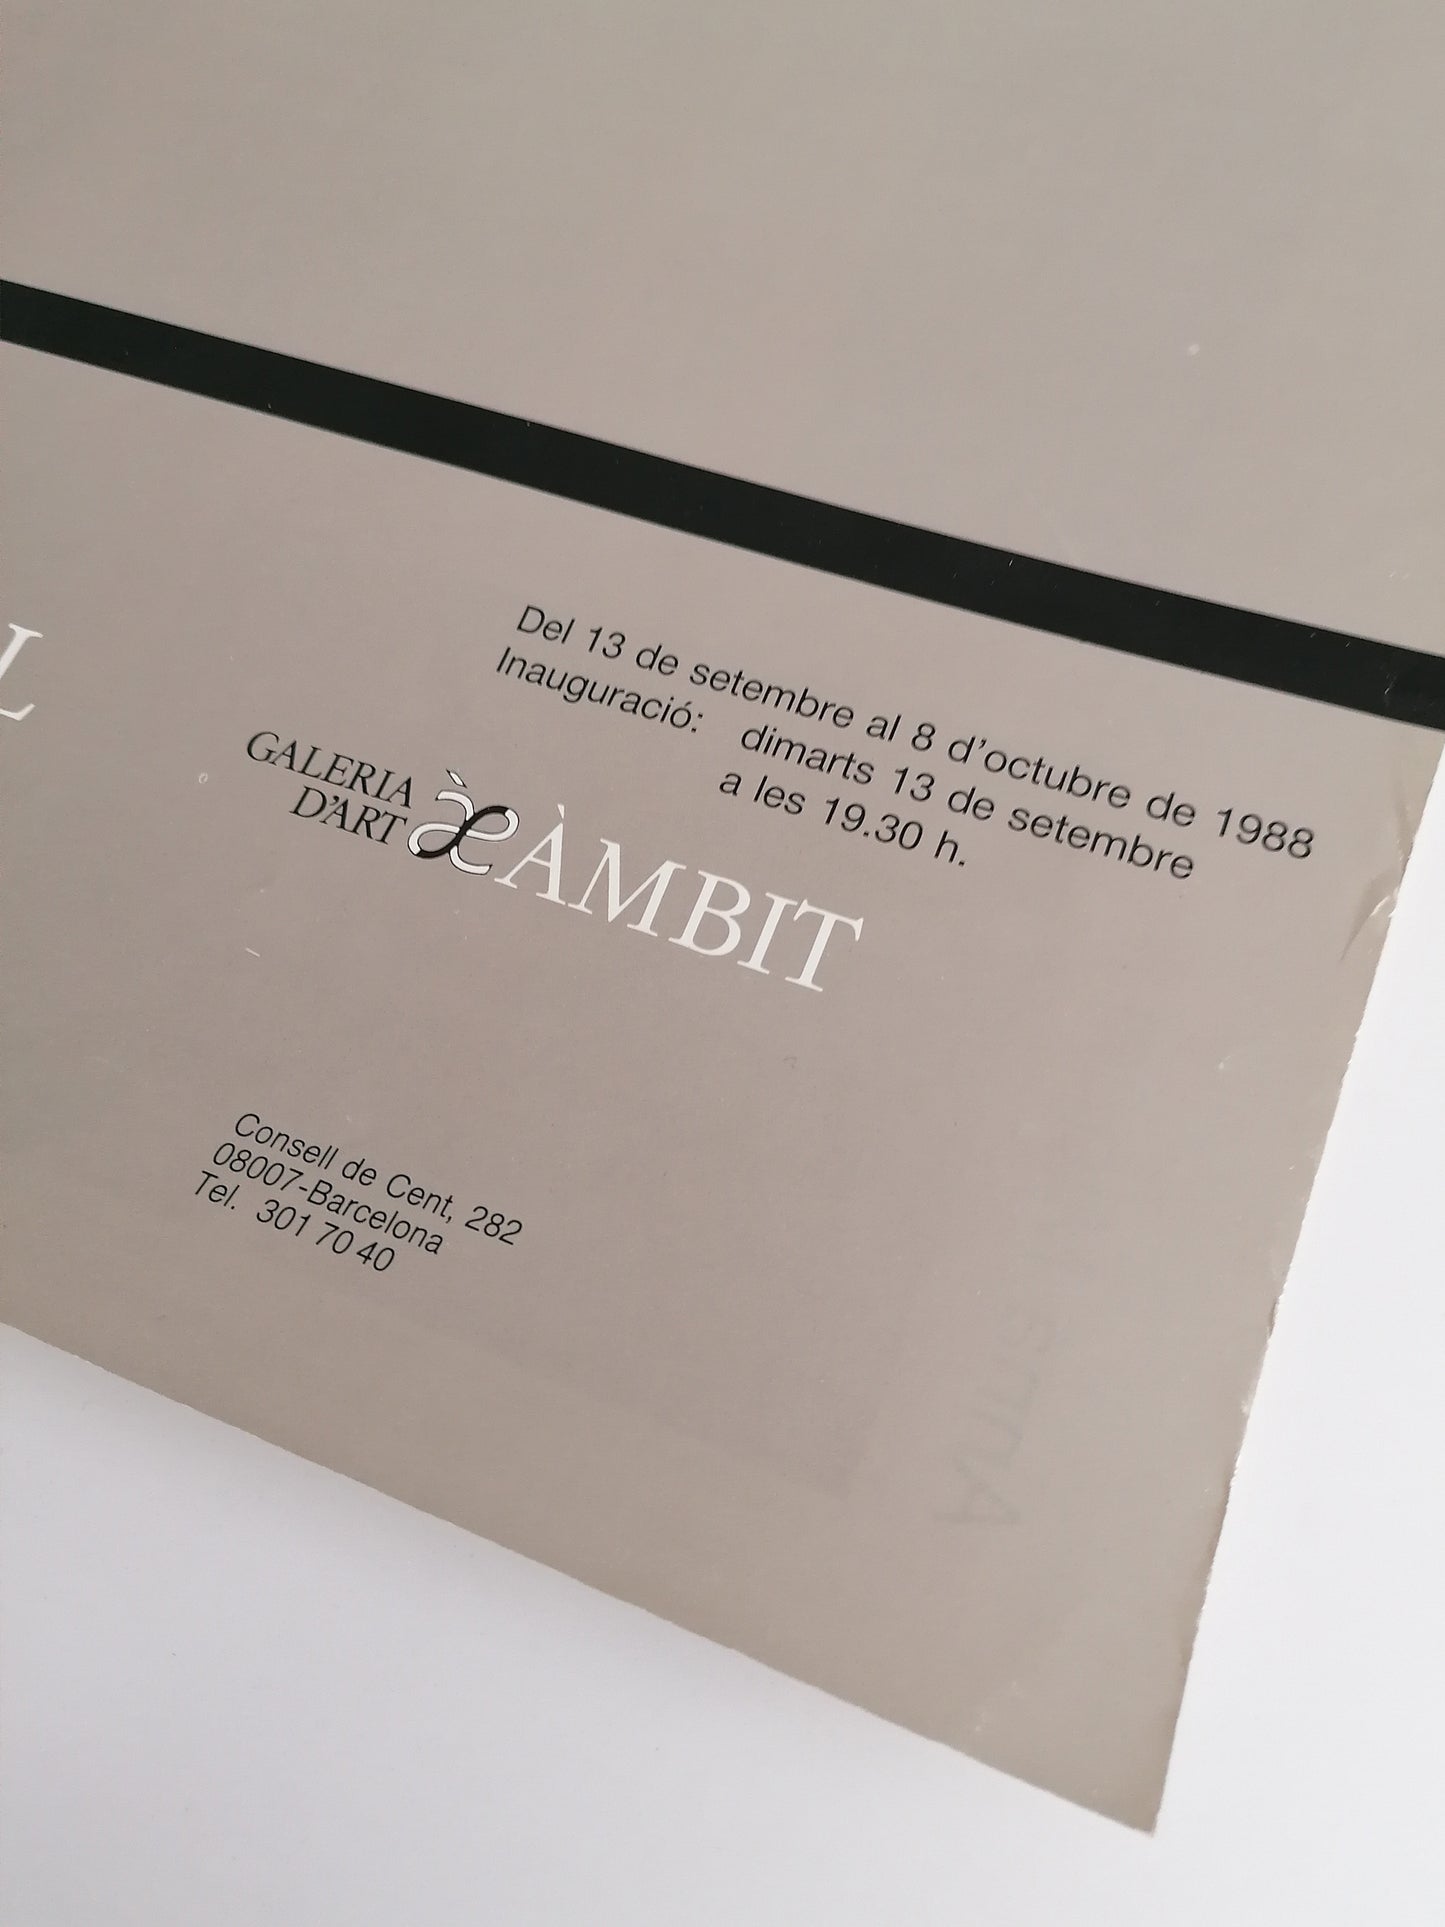 L
Del 13 de setembre al 8 d'octubre de 1988
Inauguració: dimarts 13 de setembre
a les 19.30 h.
GALERIA
D'ART
ÀMBIT
Consell de Cent, 282
08007-Barcelona
Tel. 301 70 40